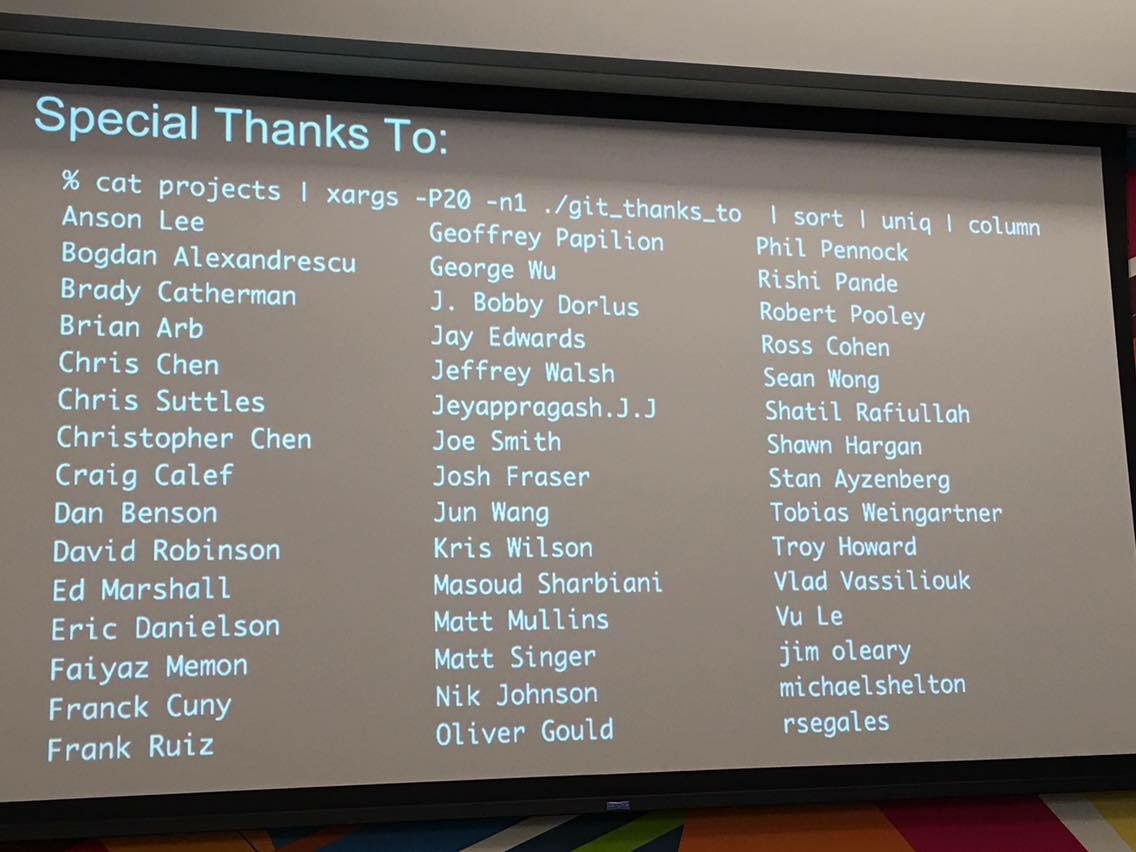 Special Thanks To:
% cat projects | xargs -P20 -n1 ./git_thanks_to | sort | uniq | column
Anson Lee
Bogdan Alexandrescu
Brady Catherman
Brian Arb
Chris Chen
Chris Suttles
Christopher Chen
Craig Calef
Dan Benson
David Robinson
Ed Marshall
Eric Danielson
Faiyaz Memon
Franck Cuny
Frank Ruiz
Geoffrey Papilion
George Wu
J. Bobby Dorlus
Jay Edwards
Jeffrey Walsh
Jeyappragash.J.J
Joe Smith
Josh Fraser
Jun Wang
Kris Wilson
Masoud Sharbiani
Matt Mullins
Matt Singer
Nik Johnson
Oliver Gould
Phil Pennock
Rishi Pande
Robert Pooley
Ross Cohen
Sean Wong
Shatil Rafiullah
Shawn Hargan
Stan Ayzenberg
Tobias Weingartner
Troy Howard
Vlad Vassiliouk
Vu Le
jim oleary
michaelshelton
rsegales